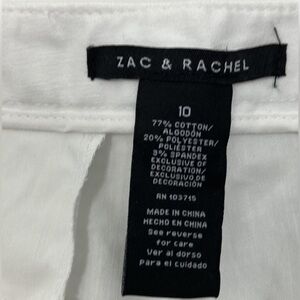 ZAC & RACHEL
10
77% COTTON/
ALGODÓN
20% POLYESTER/
POLIÉSTER
3% SPANDEX
EXCLUSIVE OF
DECORATION/
EXCLUSIVO DE
DECORACIÓN
RN 103715
MADE IN CHINA
HECHO EN CHINA
See reverse
for care
Ver al dorso
Para el cuidado